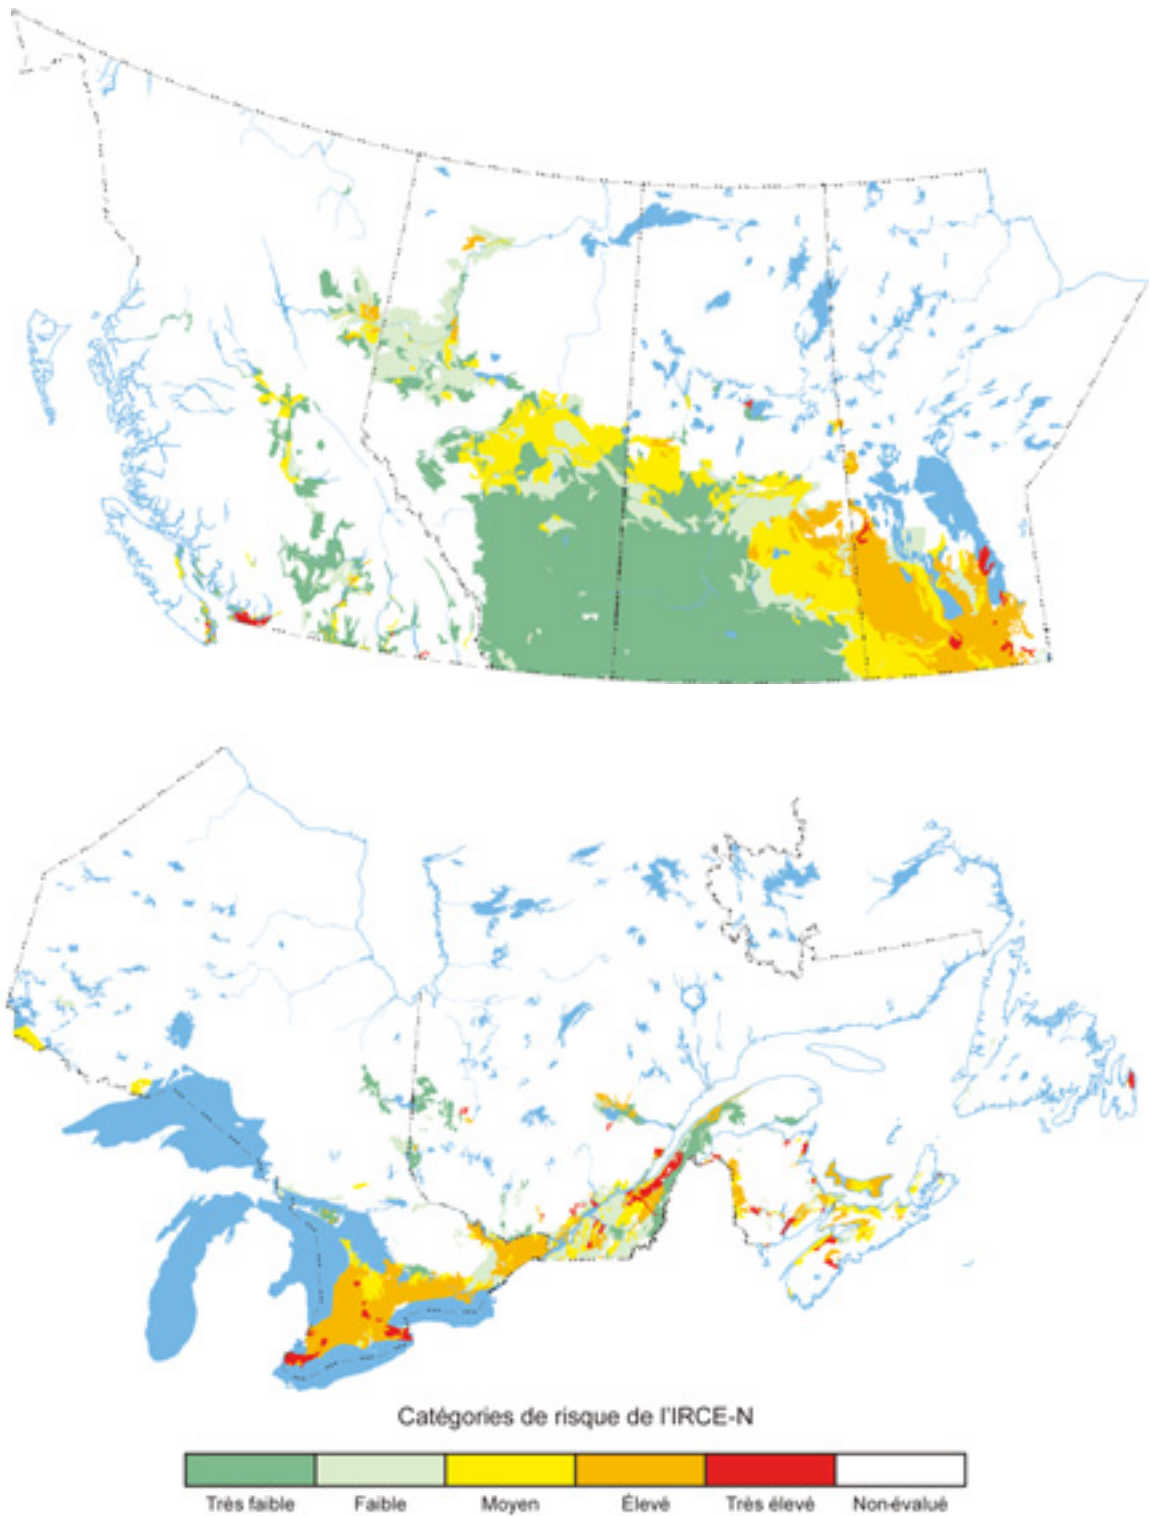 Catégories de risque de l'IRCE-N
Très faible Faible Moyen Élevé Très élevé Non-évalué